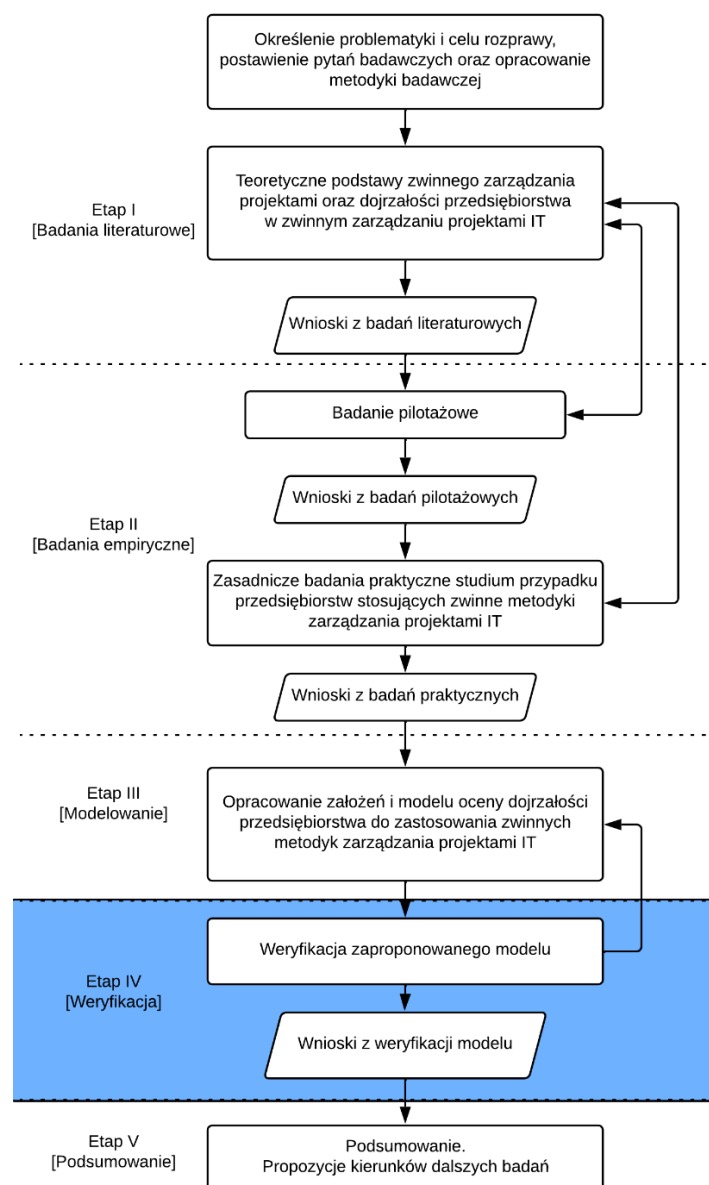 Określenie problematyki i celu rozprawy,
postawienie pytań badawczych oraz opracowanie
metodyki badawczej
Etap I
[Badania literaturowe]
Teoretyczne podstawy zwinnego zarządzania
projektami oraz dojrzałości przedsiębiorstwa
w zwinnym zarządzaniu projektami IT
Wnioski z badań literaturowych
Badanie pilotażowe
Wnioski z badań pilotażowych
Etap II
[Badania empiryczne]
Zasadnicze badania praktyczne studium przypadku
przedsiębiorstw stosujących zwinne metodyki
zarządzania projektami IT
Wnioski z badań praktycznych
Etap III
[Modelowanie]
Opracowanie założeń i modelu oceny dojrzałości
przedsiębiorstwa do zastosowania zwinnych
metodyk zarządzania projektami IT
Etap IV
[Weryfikacja]
Weryfikacja zaproponowanego modelu
Wnioski z weryfikacji modelu
Etap V
[Podsumowanie]
Podsumowanie.
Propozycje kierunków dalszych badań